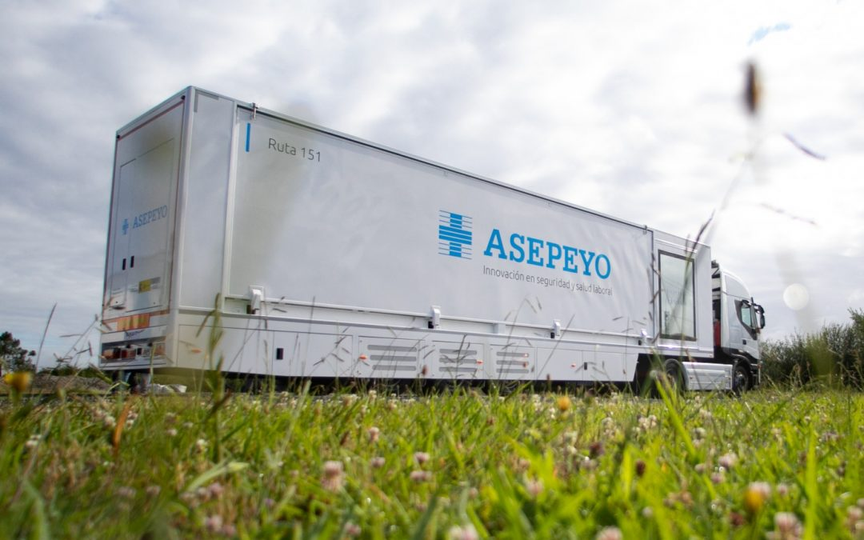 Ruta 151
ASEPEYO
ASEPEYO
Innovación en seguridad y salud laboral